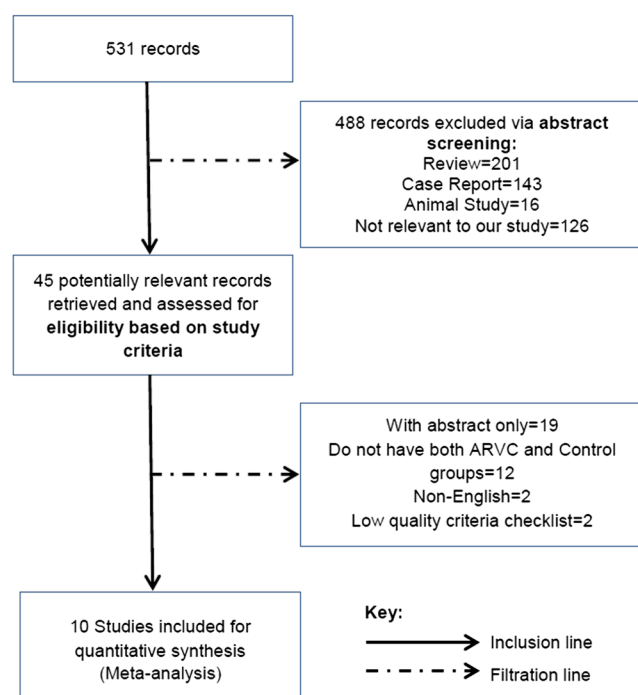 531 records
488 records excluded via abstract
screening:
Review=201
Case Report=143
Animal Study=16
Not relevant to our study=126
45 potentially relevant records
retrieved and assessed for
eligibility based on study
criteria
With abstract only=19
Do not have both ARVC and Control
groups=12
Non-English=2
Low quality criteria checklist=2
10 Studies included for
quantitative synthesis
(Meta-analysis)
Key:
Inclusion line
Filtration line